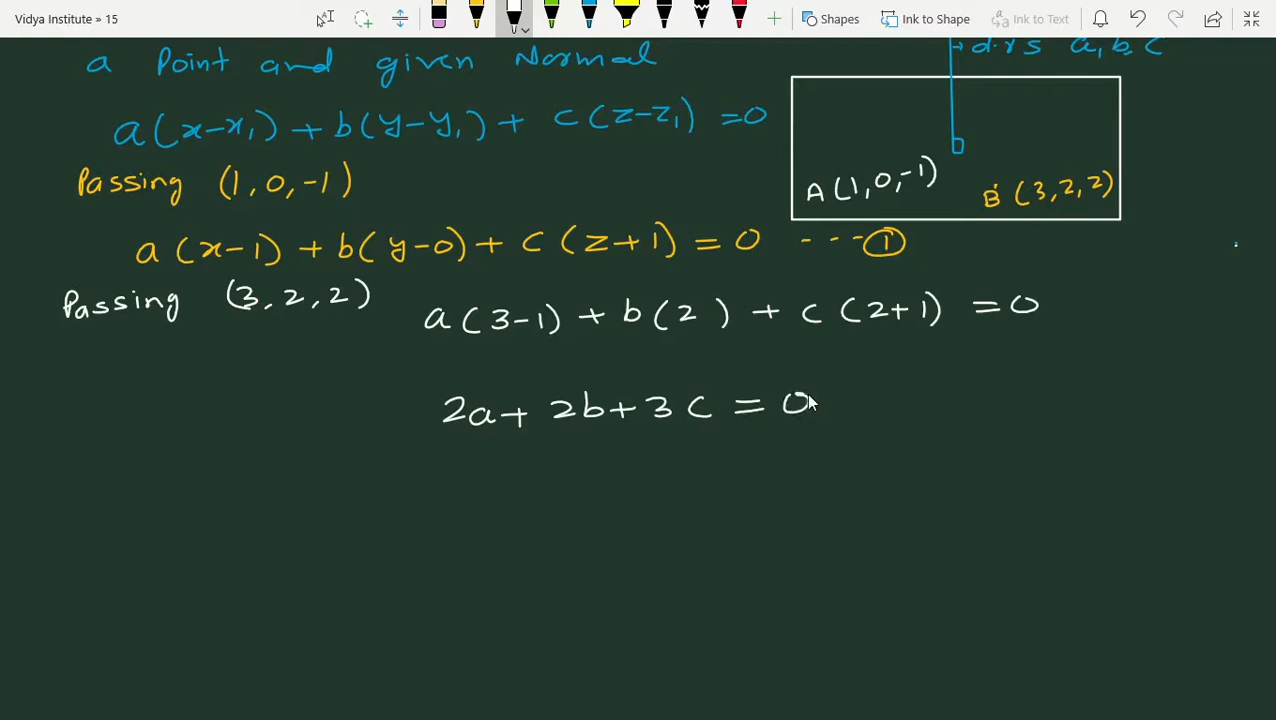 Vidya Institute » 15
Shapes
Ink to Shape
Ink to Text
a Point and given Normal
d.r's a, b, c
a(x-x₁) + b(y-y₁) + c(z-z₁) =0
Passing (1, 0, -1)
A (1, 0, -1)
B (3, 2, 2)
a (x-1) + b(y-0) + c (z+1) = 0 ---①
Passing (3, 2, 2)
a (3-1) + b (2 ) + c (2+1) =0
2a + 2b + 3 c = 0